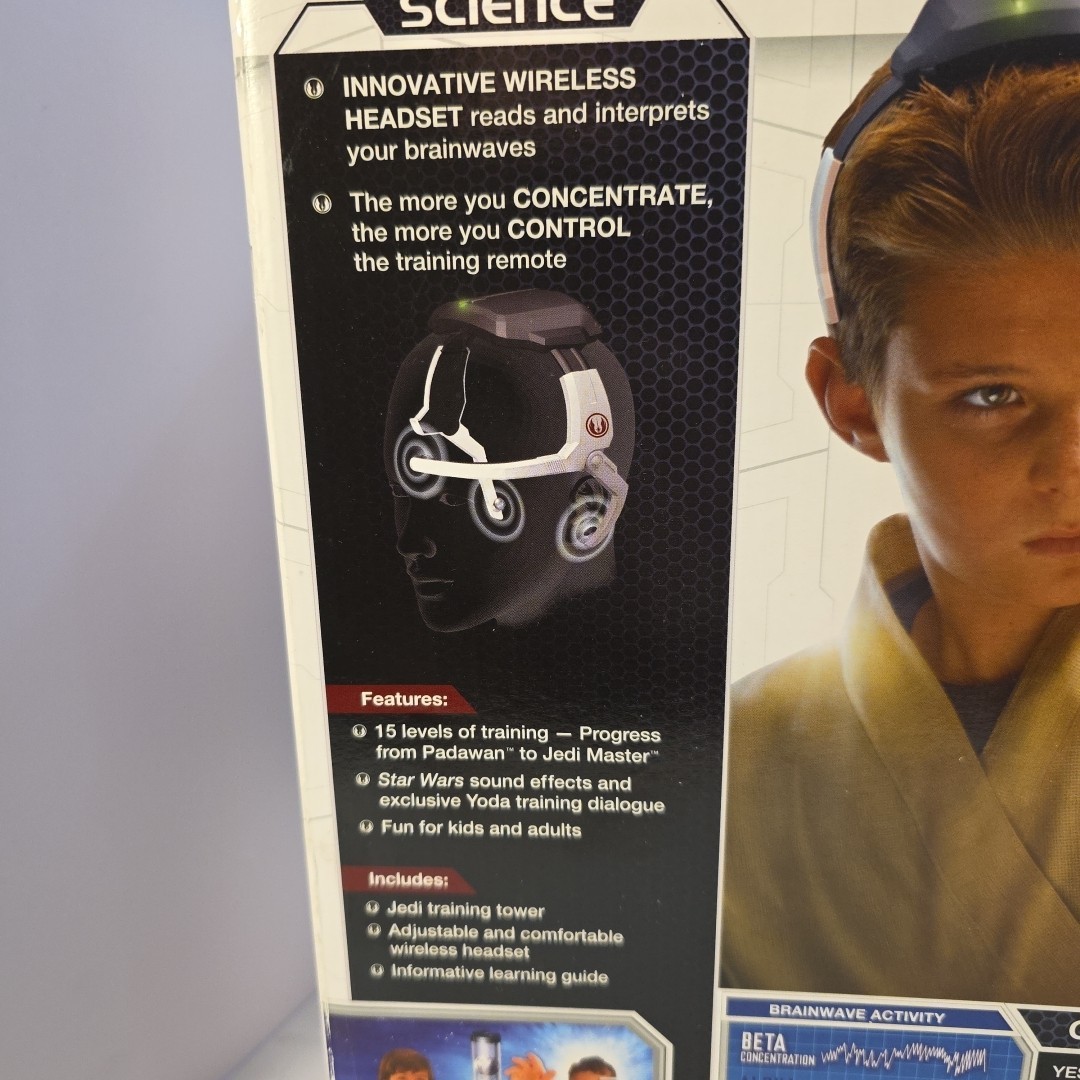 SCIENCE
INNOVATIVE WIRELESS
HEADSET reads and interprets
your brainwaves
The more you CONCENTRATE,
the more you CONTROL
the training remote
Features:
15 levels of training — Progress
from Padawan™ to Jedi Master™
Star Wars sound effects and
exclusive Yoda training dialogue
Fun for kids and adults
Includes:
Jedi training tower
Adjustable and comfortable
wireless headset
Informative learning guide
BRAINWAVE ACTIVITY
BETA
CONCENTRATION